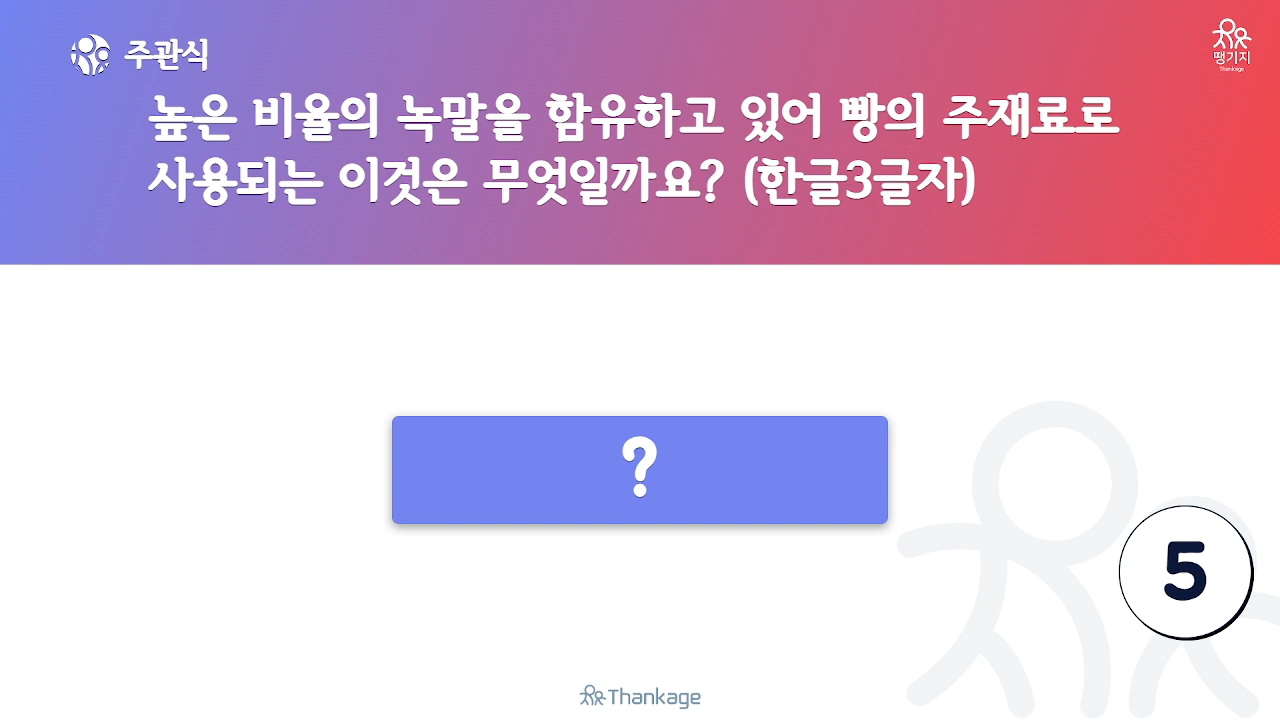 주관식
땡기지
Thankage
높은 비율의 녹말을 함유하고 있어 빵의 주재료로
사용되는 이것은 무엇일까요? (한글3글자)
?
5
Thankage